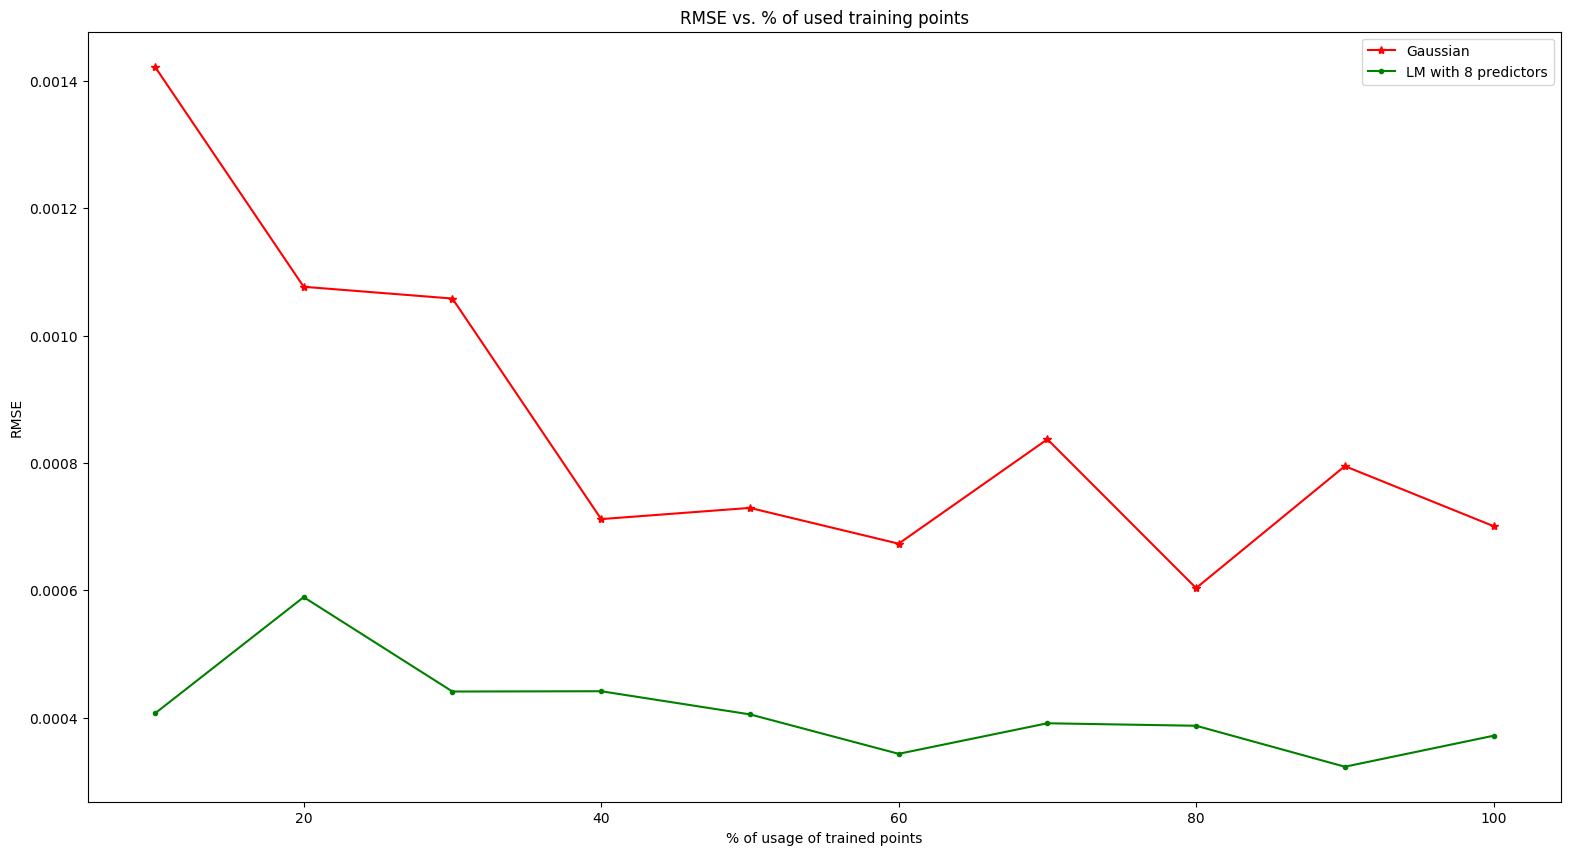 RMSE vs. % of used training points
Gaussian
LM with 8 predictors
0.0014
0.0012
0.0010
0.0008
0.0006
0.0004
RMSE
20 40 60 80 100
% of usage of trained points